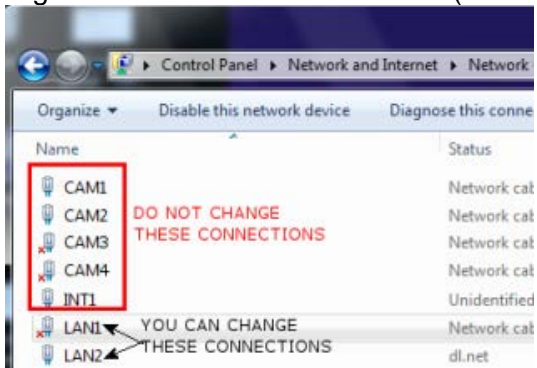 Control Panel ▸ Network and Internet ▸ Network
Organize ▾ Disable this network device Diagnose this conne
Name Status
CAM1 Network cab
CAM2 DO NOT CHANGE Network cab
CAM3 THESE CONNECTIONS Network cab
CAM4 Network cab
INT1 Unidentified
LAN1 YOU CAN CHANGE Network cab
LAN2 THESE CONNECTIONS dl.net